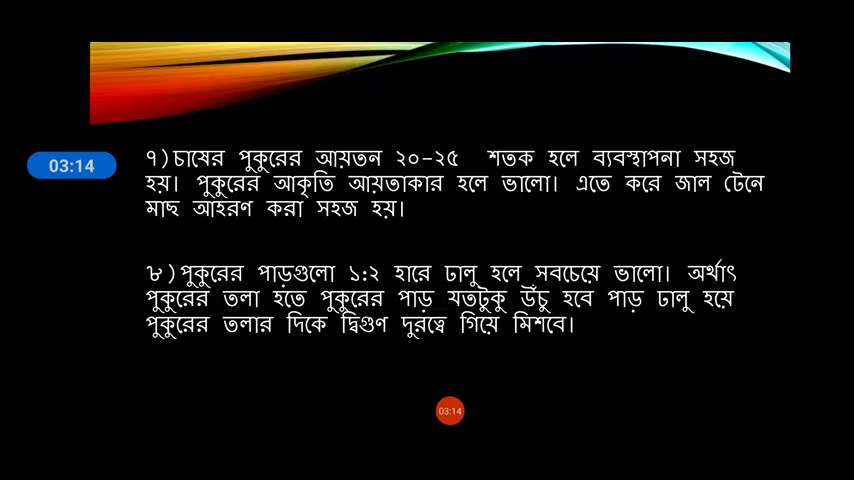 03:14
৭)চাষের পুকুরের আয়তন ২০-২৫ শতক হলে ব্যবস্থাপনা সহজ
হয়। পুকুরের আকৃতি আয়তাকার হলে ভালো। এতে করে জাল টেনে
মাছ আহরণ করা সহজ হয়।
৮)পুকুরের পাড়গুলো ১:২ হারে ঢালু হলে সবচেয়ে ভালো। অর্থাৎ
পুকুরের তলা হতে পুকুরের পাড় যতটুকু উঁচু হবে পাড় ঢালু হয়ে
পুকুরের তলার দিকে দ্বিগুণ দুরত্বে গিয়ে মিশবে।
03:14